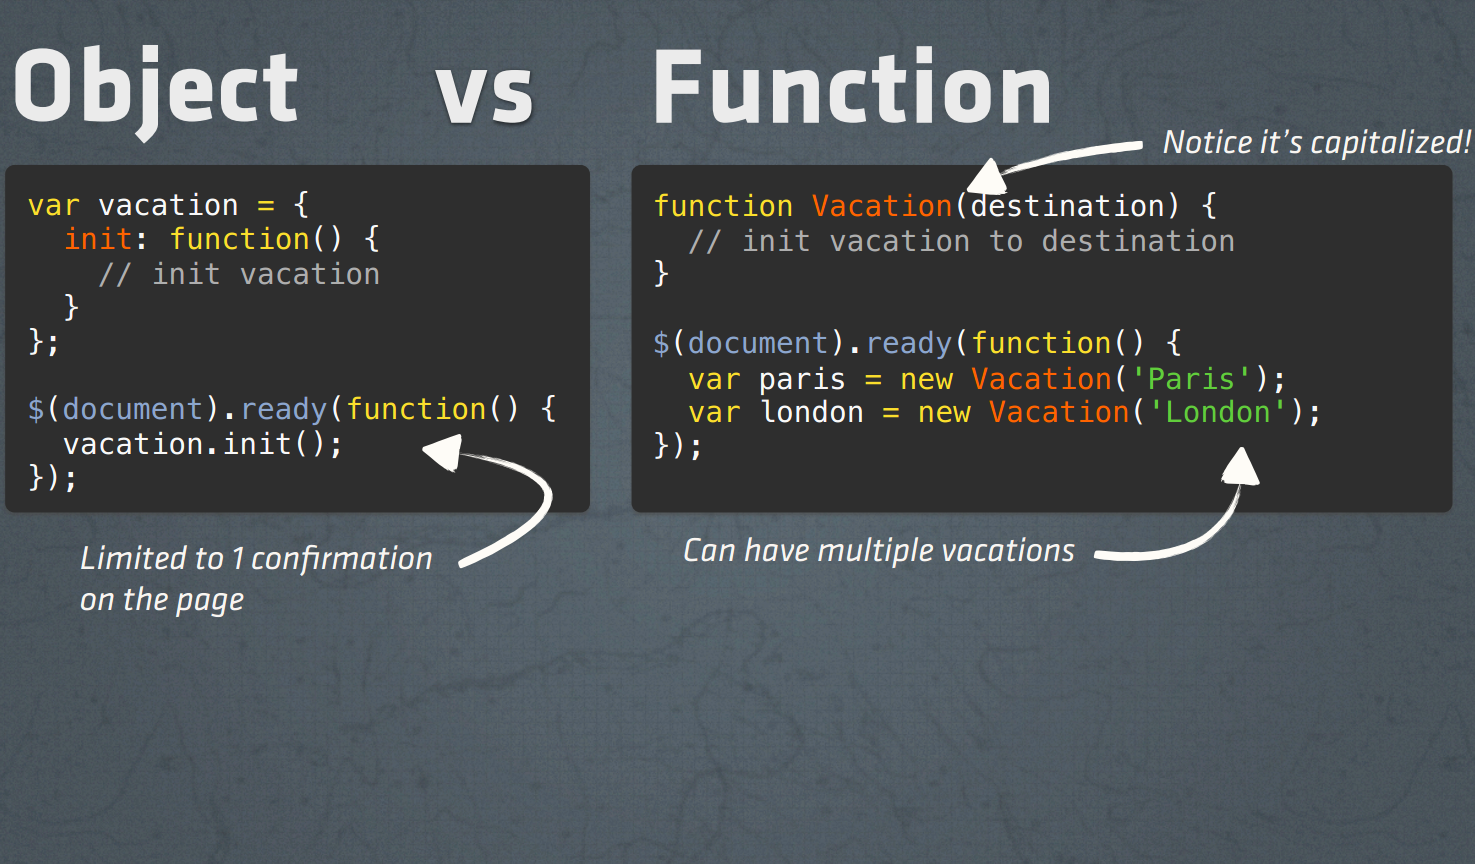 Object vs Function
var vacation = {
  init: function() {
    // init vacation
  }
};

$(document).ready(function() {
  vacation.init();
});
Limited to 1 confirmation
on the page
Notice it's capitalized!
function Vacation(destination) {
  // init vacation to destination
}

$(document).ready(function() {
  var paris = new Vacation('Paris');
  var london = new Vacation('London');
});
Can have multiple vacations